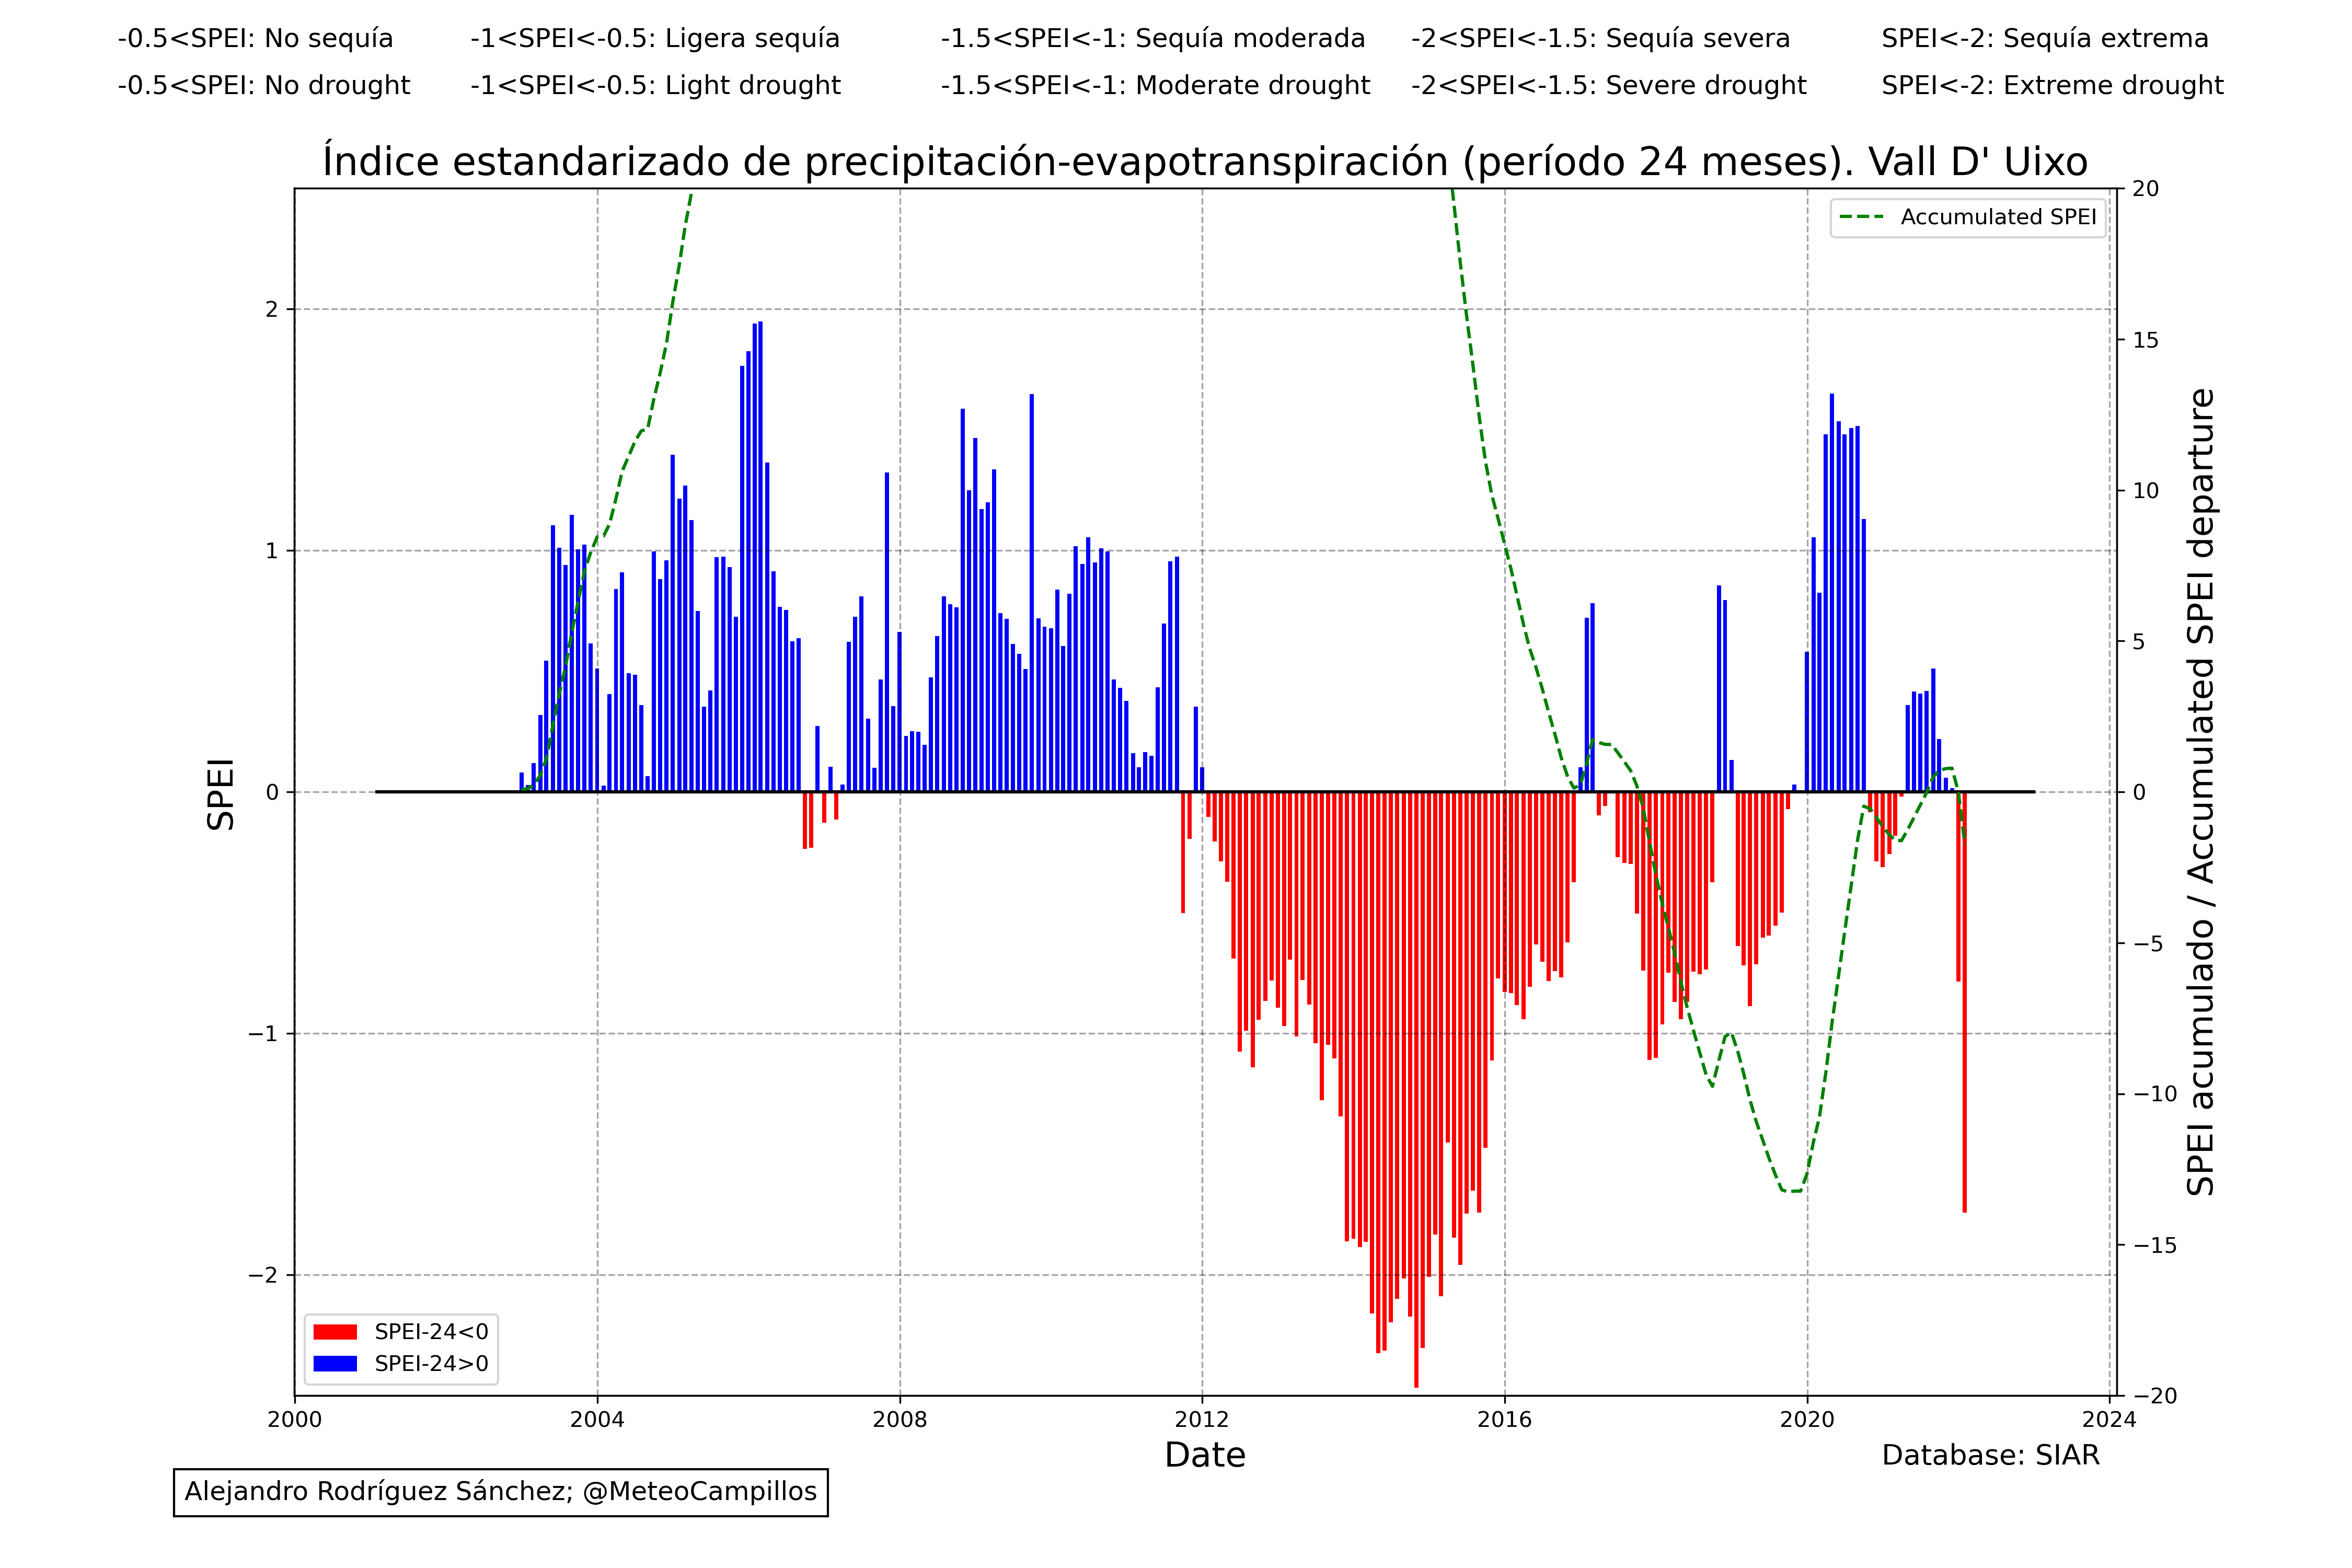 -0.5<SPEI: No sequía -1<SPEI<-0.5: Ligera sequía -1.5<SPEI<-1: Sequía moderada -2<SPEI<-1.5: Sequía severa SPEI<-2: Sequía extrema
-0.5<SPEI: No drought -1<SPEI<-0.5: Light drought -1.5<SPEI<-1: Moderate drought -2<SPEI<-1.5: Severe drought SPEI<-2: Extreme drought
Índice estandarizado de precipitación-evapotranspiración (período 24 meses). Vall D' Uixo
Accumulated SPEI
2
1
0
−1
−2
SPEI
20
15
10
5
0
−5
−10
−15
−20
SPEI acumulado / Accumulated SPEI departure
SPEI-24<0
SPEI-24>0
2000 2004 2008 2012 2016 2020 2024
Date
Database: SIAR
Alejandro Rodríguez Sánchez; @MeteoCampillos